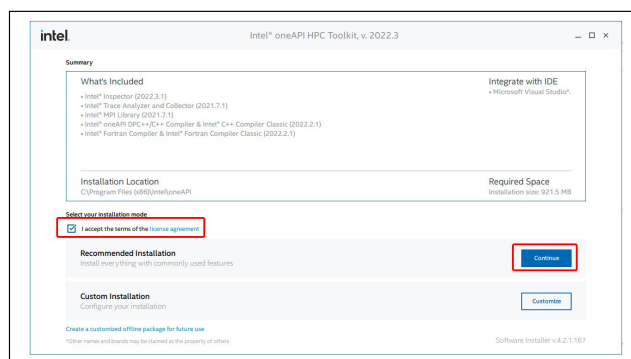 intel.
Intel® oneAPI HPC Toolkit, v. 2022.3
Summary
What's Included
• Intel® Inspector (2022.3.1)
• Intel® Trace Analyzer and Collector (2021.7.1)
• Intel® MPI Library (2021.7.1)
• Intel® oneAPI DPC++/C++ Compiler & Intel® C++ Compiler Classic (2022.2.1)
• Intel® Fortran Compiler & Intel® Fortran Compiler Classic (2022.2.1)
Integrate with IDE
• Microsoft Visual Studio*.
Installation Location
C:\Program Files (x86)\Intel\oneAPI
Required Space
Installation size: 921.5 MB
Select your installation mode
I accept the terms of the license agreement
Recommended Installation
Install everything with commonly used features
Continue
Custom Installation
Configure your installation
Customize
Create a customized offline package for future use
*Other names and brands may be claimed as the property of others
Software Installer v.4.2.1.167